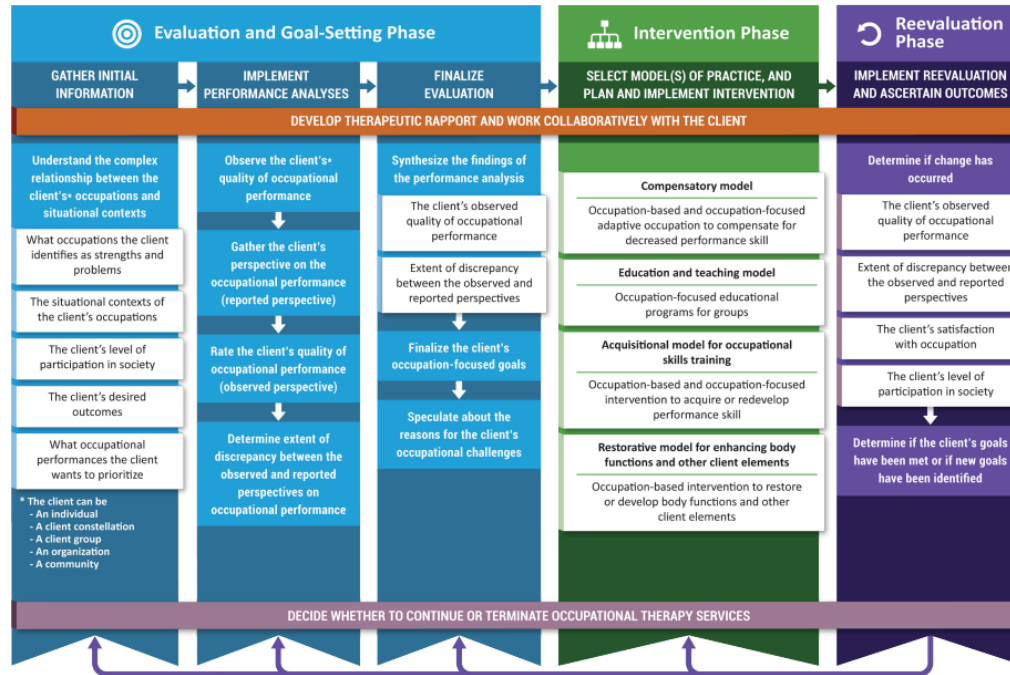 Evaluation and Goal-Setting Phase
Intervention Phase
Reevaluation
Phase
GATHER INITIAL
INFORMATION
IMPLEMENT
PERFORMANCE ANALYSES
FINALIZE
EVALUATION
SELECT MODEL(S) OF PRACTICE, AND
PLAN AND IMPLEMENT INTERVENTION
IMPLEMENT REEVALUATION
AND ASCERTAIN OUTCOMES
DEVELOP THERAPEUTIC RAPPORT AND WORK COLLABORATIVELY WITH THE CLIENT
Understand the complex
relationship between the
client's* occupations and
situational contexts
What occupations the client
identifies as strengths and
problems
The situational contexts of
the client's occupations
The client's level of
participation in society
The client's desired
outcomes
What occupational
performances the client
wants to prioritize
* The client can be
- An individual
- A client constellation
- A client group
- An organization
- A community
Observe the client's*
quality of occupational
performance
Gather the client's
perspective on the
occupational performance
(reported perspective)
Rate the client's quality of
occupational performance
(observed perspective)
Determine extent of
discrepancy between the
observed and reported
perspectives on
occupational performance
Synthesize the findings of
the performance analysis
The client's observed
quality of occupational
performance
Extent of discrepancy
between the observed and
reported perspectives
Finalize the client's
occupation-focused goals
Speculate about the
reasons for the client's
occupational challenges
Compensatory model
Occupation-based and occupation-focused
adaptive occupation to compensate for
decreased performance skill
Education and teaching model
Occupation-focused educational
programs for groups
Acquisitional model for occupational
skills training
Occupation-based and occupation-focused
intervention to acquire or redevelop
performance skill
Restorative model for enhancing body
functions and other client elements
Occupation-based intervention to restore
or develop body functions and other
client elements
Determine if change has
occurred
The client's observed
quality of occupational
performance
Extent of discrepancy between
the observed and reported
perspectives
The client's satisfaction
with occupation
The client's level of
participation in society
Determine if the client's goals
have been met or if new goals
have been identified
DECIDE WHETHER TO CONTINUE OR TERMINATE OCCUPATIONAL THERAPY SERVICES